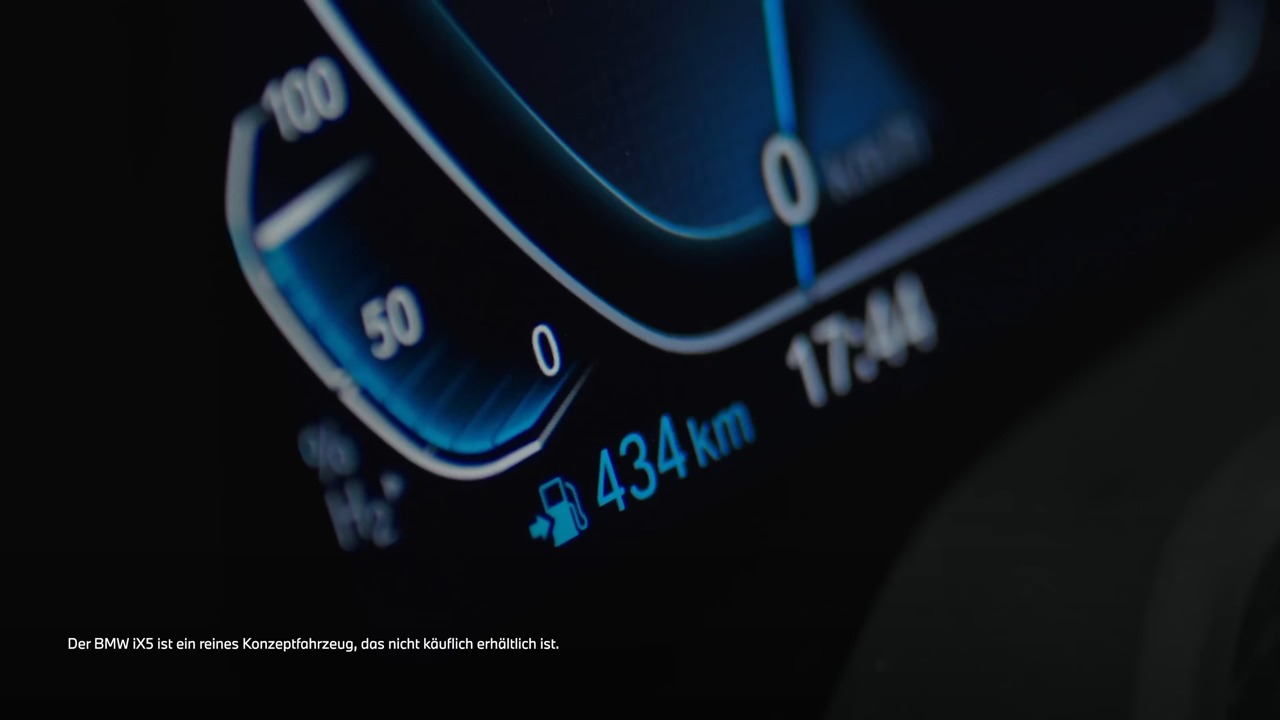 100
0 km/h
50
0
17:44
434 km
%
H₂
Der BMW iX5 ist ein reines Konzeptfahrzeug, das nicht käuflich erhältlich ist.